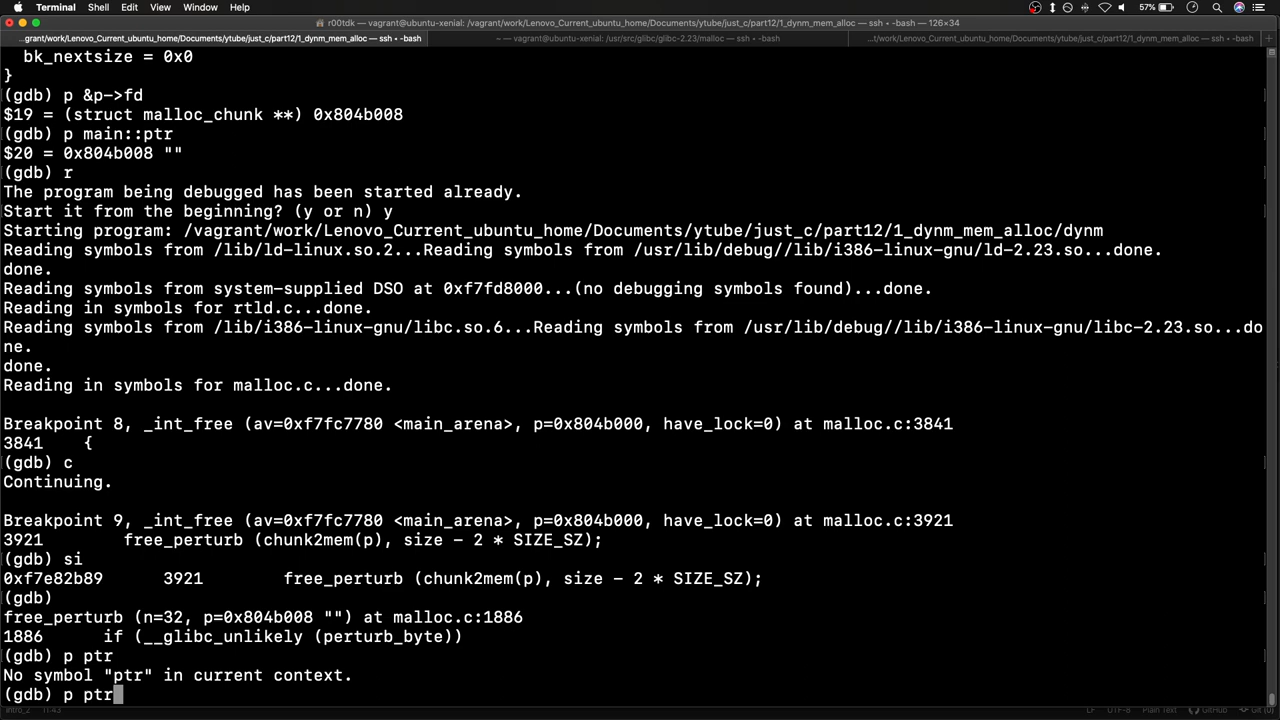 Terminal Shell Edit View Window Help 57%
r00tdk — vagrant@ubuntu-xenial: /vagrant/work/Lenovo_Current_ubuntu_home/Documents/ytube/just_c/part12/1_dynm_mem_alloc — ssh • -bash — 126×34
...grant/work/Lenovo_Current_ubuntu_home/Documents/ytube/just_c/part12/1_dynm_mem_alloc — ssh • -bash ~ — vagrant@ubuntu-xenial: /usr/src/glibc/glibc-2.23/malloc — ssh • -bash ...t/work/Lenovo_Current_ubuntu_home/Documents/ytube/just_c/part12/1_dynm_mem_alloc — ssh • -bash +
bk_nextsize = 0x0
}
(gdb) p &p->fd
$19 = (struct malloc_chunk **) 0x804b008
(gdb) p main::ptr
$20 = 0x804b008 ""
(gdb) r
The program being debugged has been started already.
Start it from the beginning? (y or n) y
Starting program: /vagrant/work/Lenovo_Current_ubuntu_home/Documents/ytube/just_c/part12/1_dynm_mem_alloc/dynm
Reading symbols from /lib/ld-linux.so.2...Reading symbols from /usr/lib/debug//lib/i386-linux-gnu/ld-2.23.so...done.
done.
Reading symbols from system-supplied DSO at 0xf7fd8000...(no debugging symbols found)...done.
Reading in symbols for rtld.c...done.
Reading symbols from /lib/i386-linux-gnu/libc.so.6...Reading symbols from /usr/lib/debug//lib/i386-linux-gnu/libc-2.23.so...do
ne.
done.
Reading in symbols for malloc.c...done.
Breakpoint 8, _int_free (av=0xf7fc7780 <main_arena>, p=0x804b000, have_lock=0) at malloc.c:3841
3841 {
(gdb) c
Continuing.
Breakpoint 9, _int_free (av=0xf7fc7780 <main_arena>, p=0x804b000, have_lock=0) at malloc.c:3921
3921 free_perturb (chunk2mem(p), size - 2 * SIZE_SZ);
(gdb) si
0xf7e82b89 3921 free_perturb (chunk2mem(p), size - 2 * SIZE_SZ);
(gdb)
free_perturb (n=32, p=0x804b008 "") at malloc.c:1886
1886 if (__glibc_unlikely (perturb_byte))
(gdb) p ptr
No symbol "ptr" in current context.
(gdb) p ptr
intro_2 11:43 LF UTF-8 Plain Text GitHub Git (0)